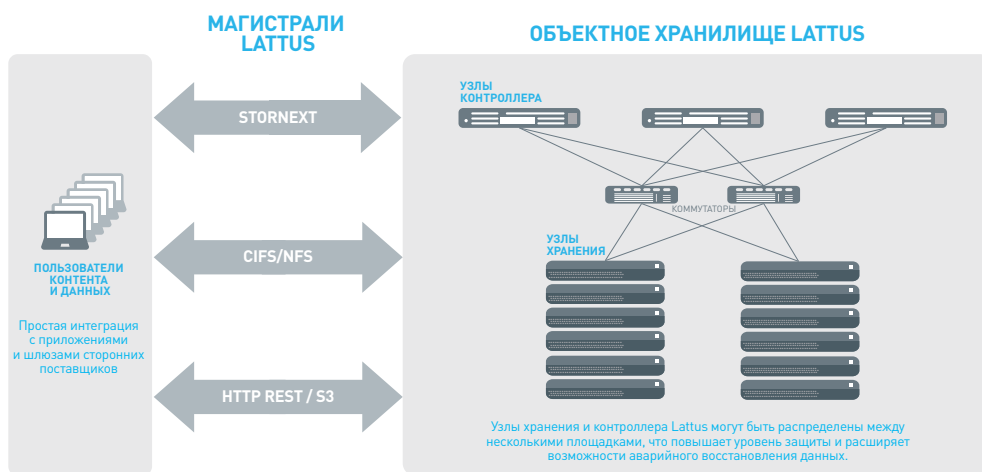 МАГИСТРАЛИ
LATTUS
ОБЪЕКТНОЕ ХРАНИЛИЩЕ LATTUS
УЗЛЫ
КОНТРОЛЛЕРА
STORNEXT
КОММУТАТОРЫ
УЗЛЫ
ХРАНЕНИЯ
CIFS/NFS
ПОЛЬЗОВАТЕЛИ
КОНТЕНТА
И ДАННЫХ
Простая интеграция
с приложениями
и шлюзами сторонних
поставщиков
HTTP REST / S3
Узлы хранения и контроллера Lattus могут быть распределены между
несколькими площадками, что повышает уровень защиты и расширяет
возможности аварийного восстановления данных.